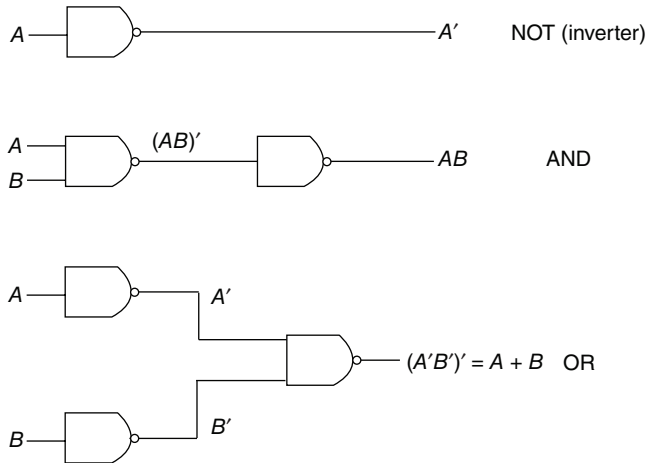 A A′ NOT (inverter)
(AB)′
A
AB AND
B
A A′
(A′B′)′ = A + B OR
B B′